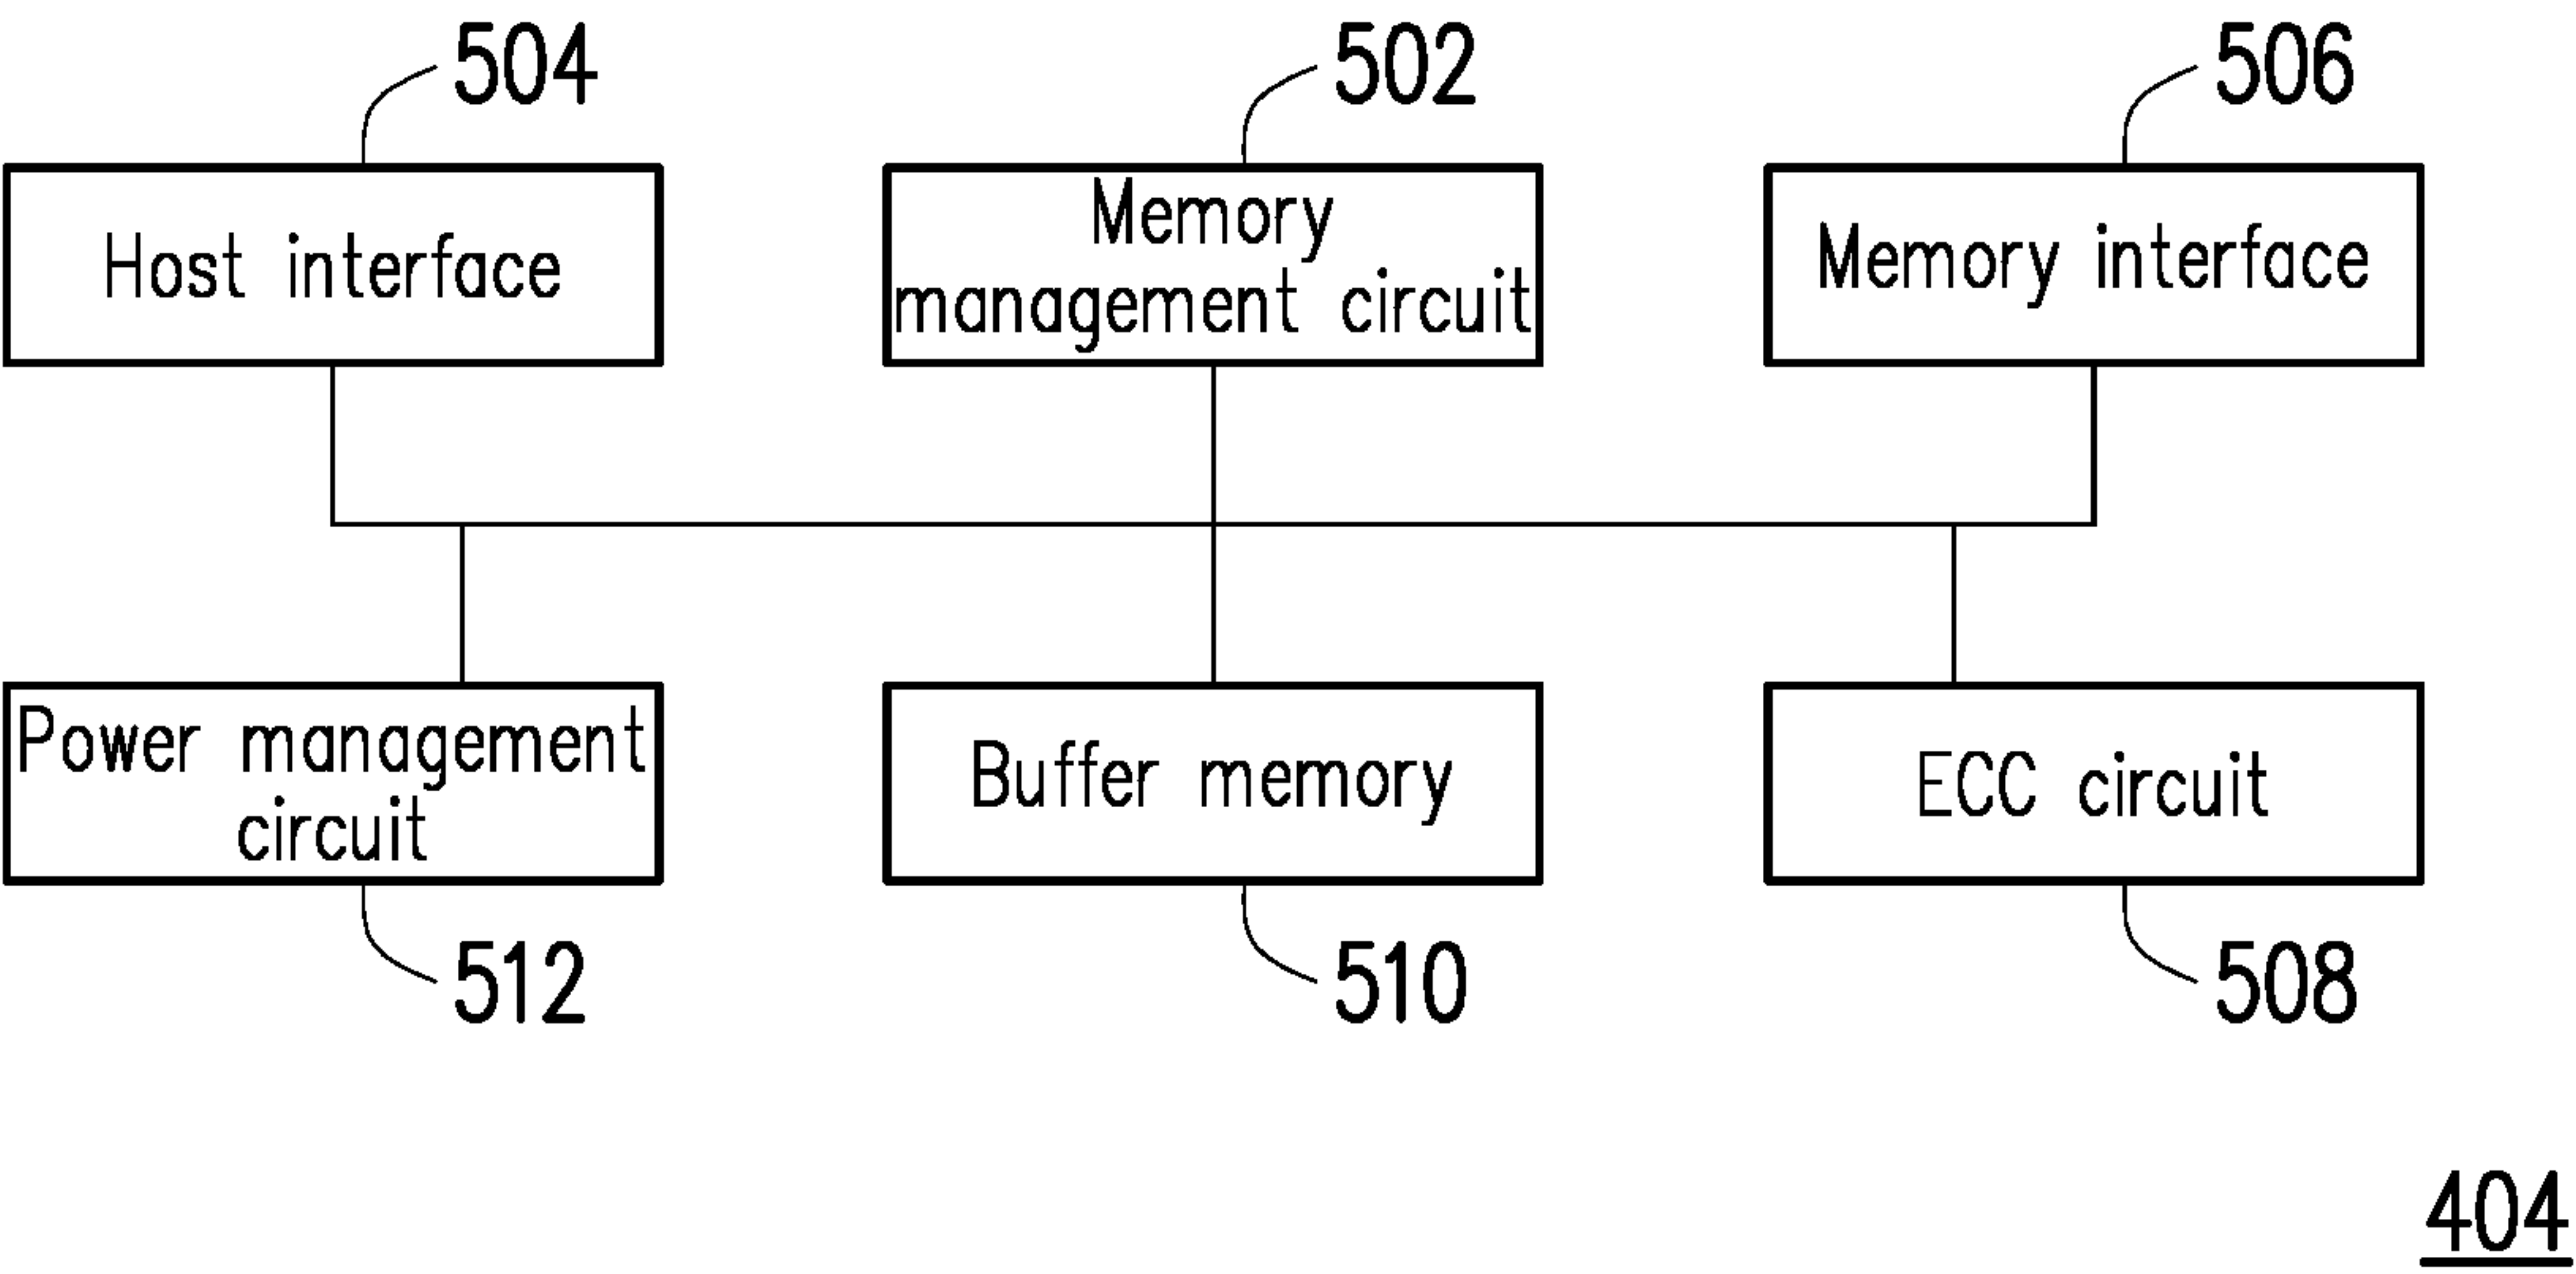 504
502
506
Host interface
Memory
management circuit
Memory interface
Power management
circuit
Buffer memory
ECC circuit
512
510
508
404